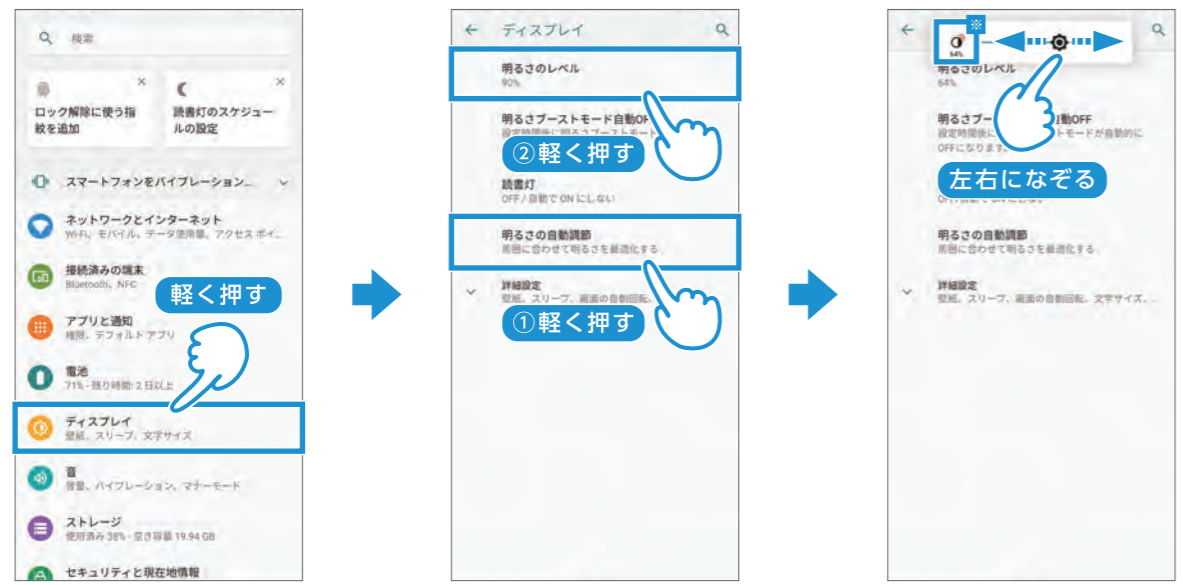 検索
×
×
ロック解除に使う指
紋を追加
読書灯のスケジュー
ルの設定
スマートフォンをバイブレーション...
ネットワークとインターネット
Wi-Fi、モバイル、データ使用量、アクセス ポイ...
接続済みの端末
Bluetooth、NFC
軽く押す
アプリと通知
権限、デフォルト アプリ
電池
71% - 残り時間: 2 日以上
ディスプレイ
壁紙、スリープ、文字サイズ
音
音量、バイブレーション、マナーモード
ストレージ
使用済み 38% - 空き容量 19.94 GB
セキュリティと現在地情報
ディスプレイ
明るさのレベル
90%
明るさブーストモード自動OF
設定時間後に明るさブーストモート
②軽く押す
読書灯
OFF / 自動で ON にしない
明るさの自動調節
周囲に合わせて明るさを最適化する
詳細設定
壁紙、スリープ、画面の自動回転、
①軽く押す
※
64%
明るさのレベル
64%
明るさブー
自動OFF
設定時間後に
トモードが自動的に
OFFになります。
左右になぞる
明るさの自動調節
周囲に合わせて明るさを最適化する
詳細設定
壁紙、スリープ、画面の自動回転、文字サイズ、...